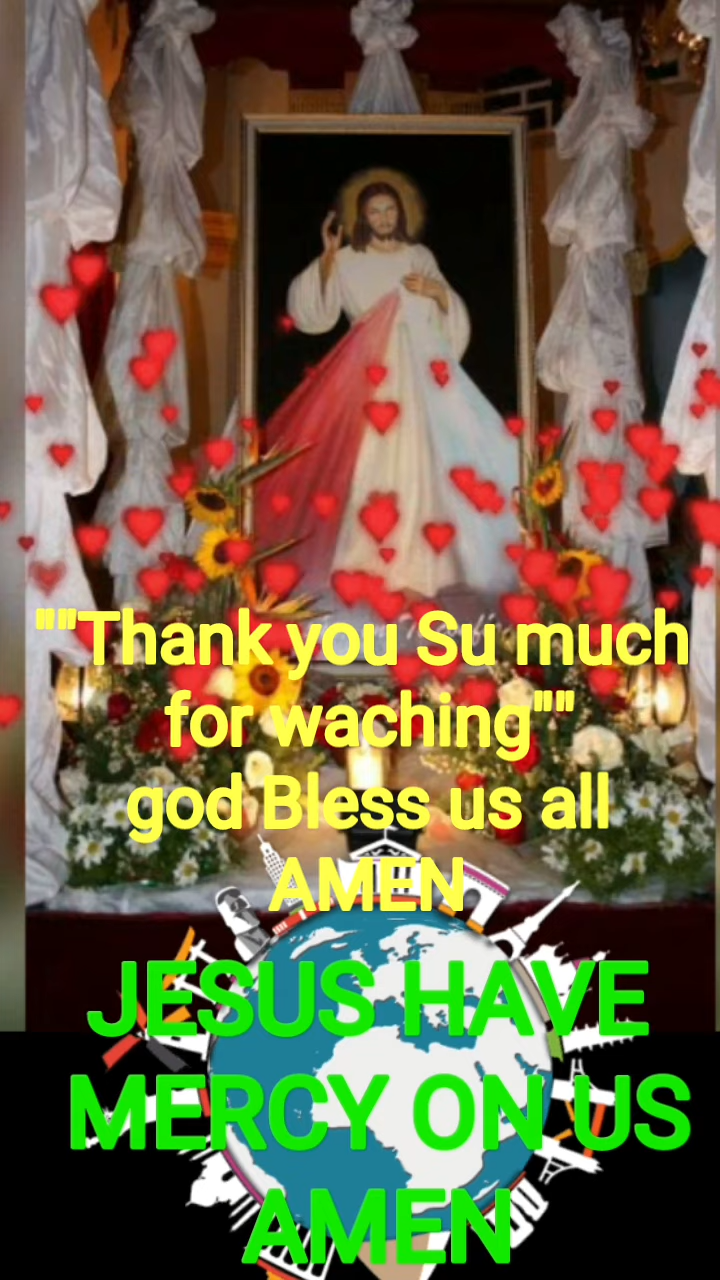 ""Thank you Su much
for waching""
god Bless us all
AMEN
JESUS HAVE
MERCY ON US
AMEN